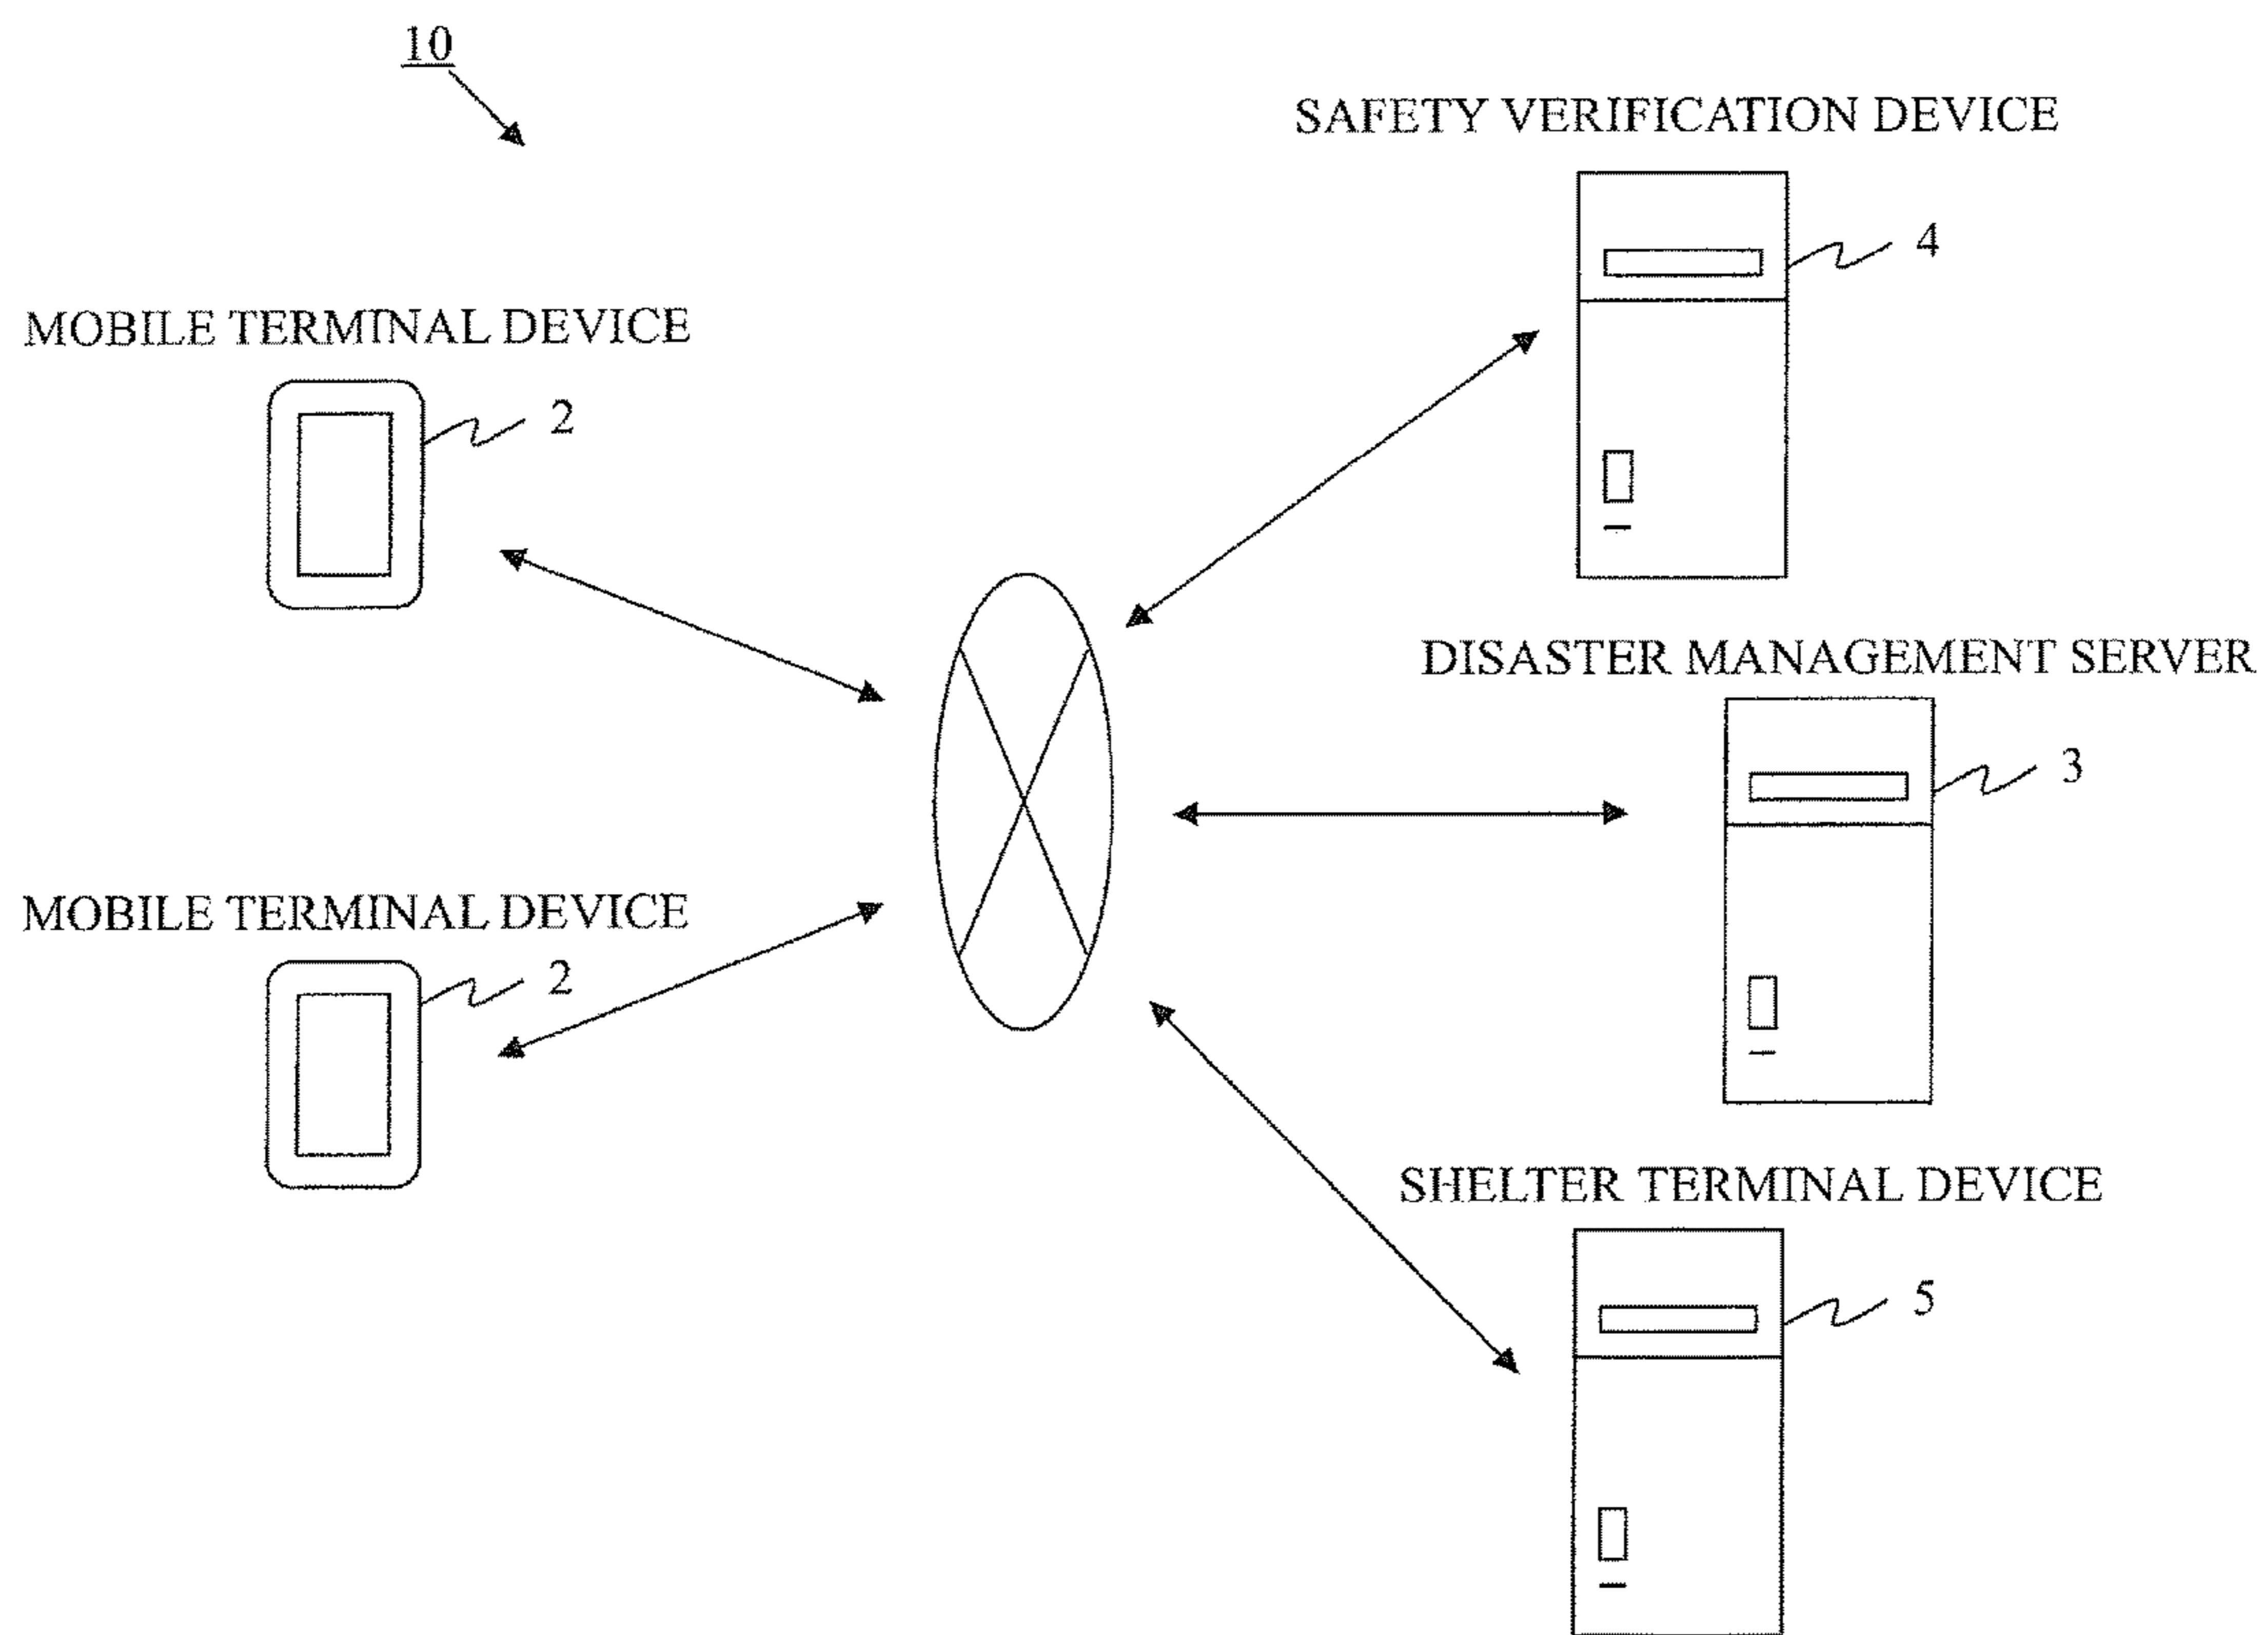 10
SAFETY VERIFICATION DEVICE
4
MOBILE TERMINAL DEVICE
2
DISASTER MANAGEMENT SERVER
3
MOBILE TERMINAL DEVICE
2
SHELTER TERMINAL DEVICE
5